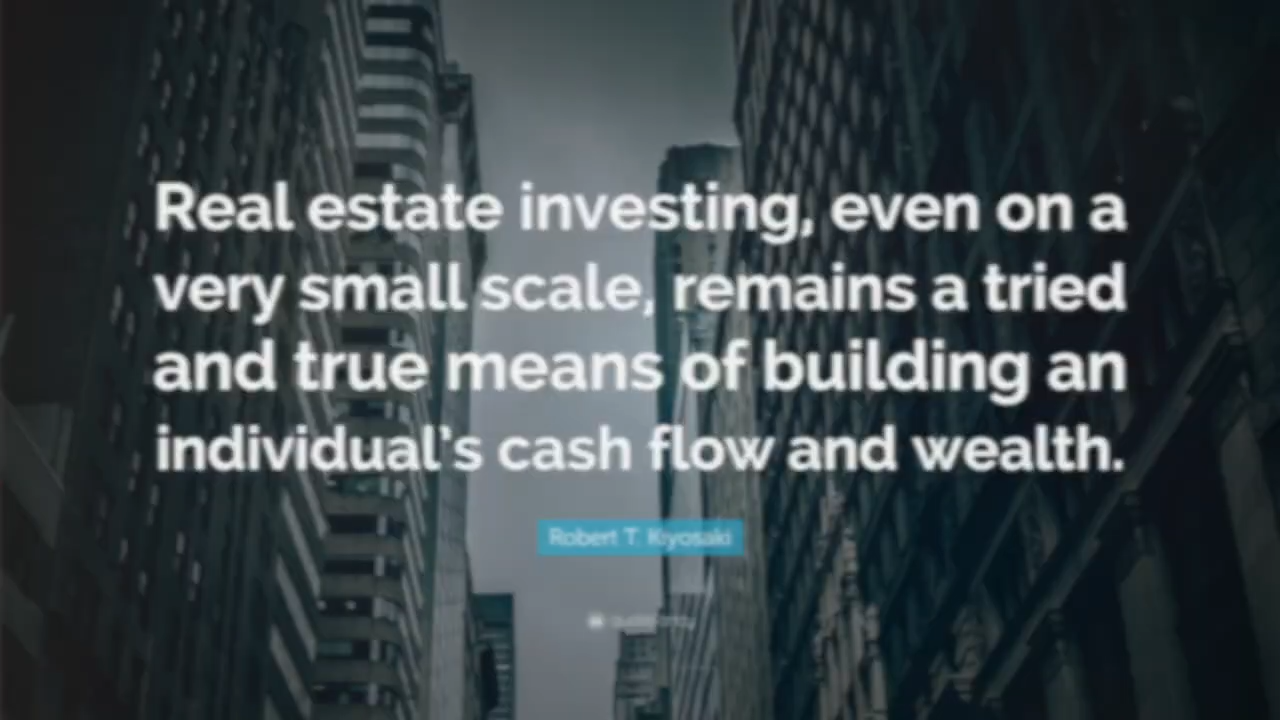 Real estate investing, even on a
very small scale, remains a tried
and true means of building an
individual's cash flow and wealth.
Robert T. Kiyosaki
quotefancy